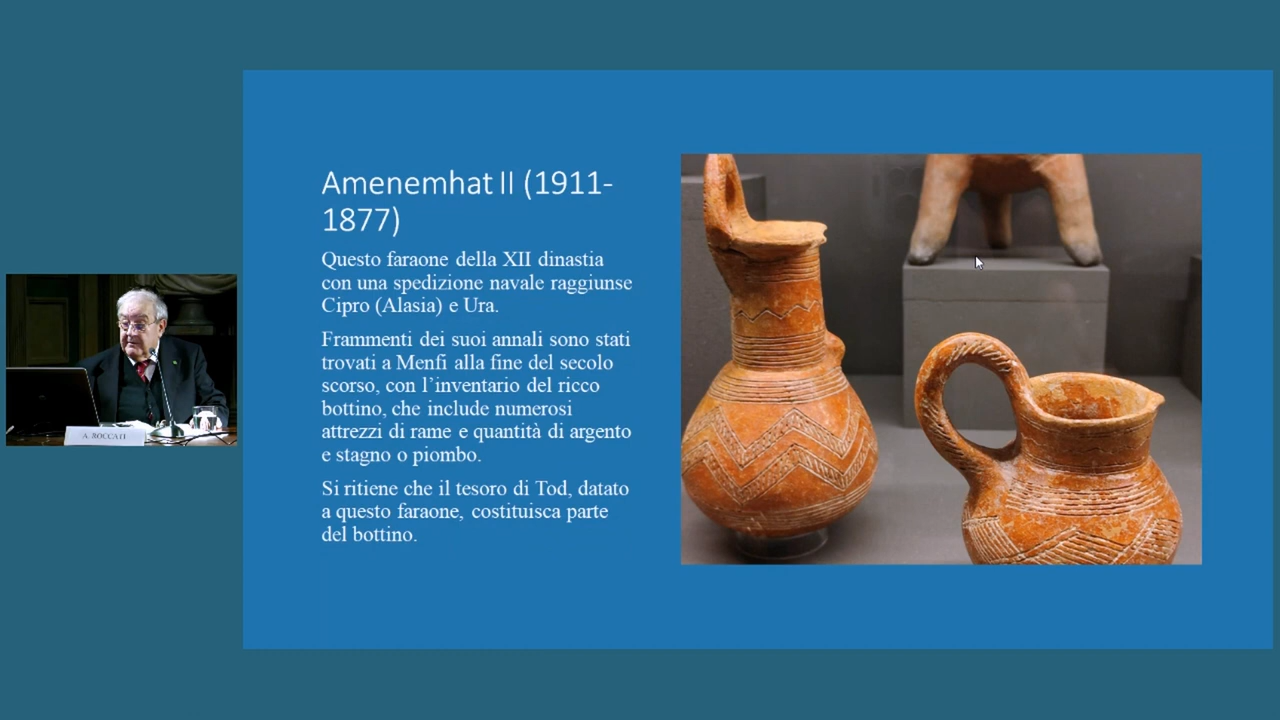 Amenemhat II (1911-
1877)
Questo faraone della XII dinastia
con una spedizione navale raggiunse
Cipro (Alasia) e Ura.
Frammenti dei suoi annali sono stati
trovati a Menfi alla fine del secolo
scorso, con l’inventario del ricco
bottino, che include numerosi
attrezzi di rame e quantità di argento
e stagno o piombo.
Si ritiene che il tesoro di Tod, datato
a questo faraone, costituisca parte
del bottino.
A. ROCCATI